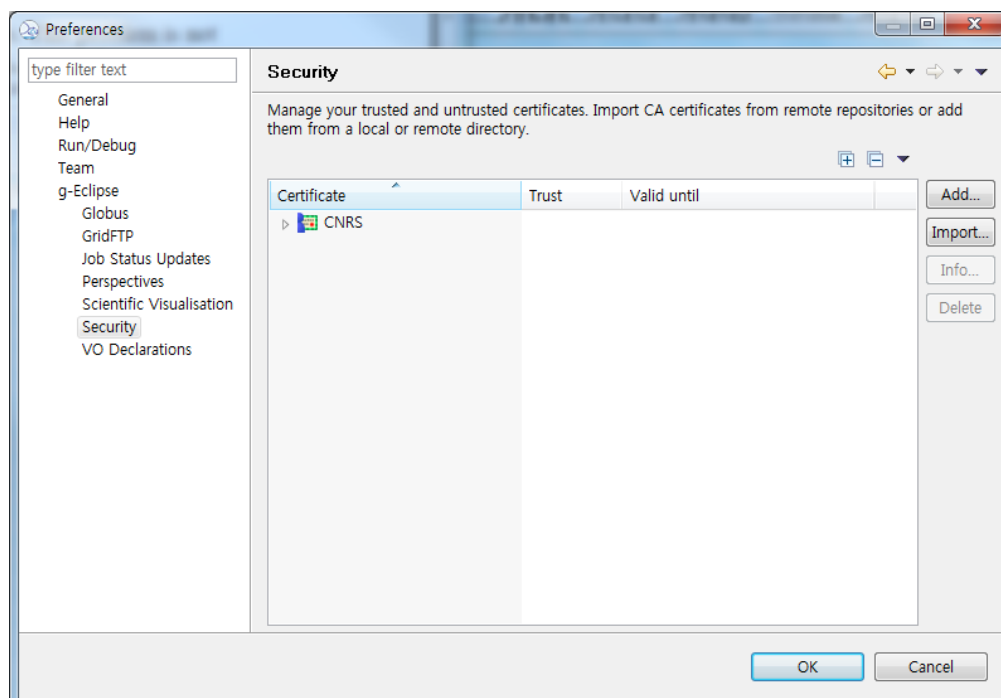 Preferences
type filter text
General
Help
Run/Debug
Team
g-Eclipse
Globus
GridFTP
Job Status Updates
Perspectives
Scientific Visualisation
Security
VO Declarations
Security
Manage your trusted and untrusted certificates. Import CA certificates from remote repositories or add
them from a local or remote directory.
Certificate Trust Valid until
CNRS
Add...
Import...
Info...
Delete
OK Cancel